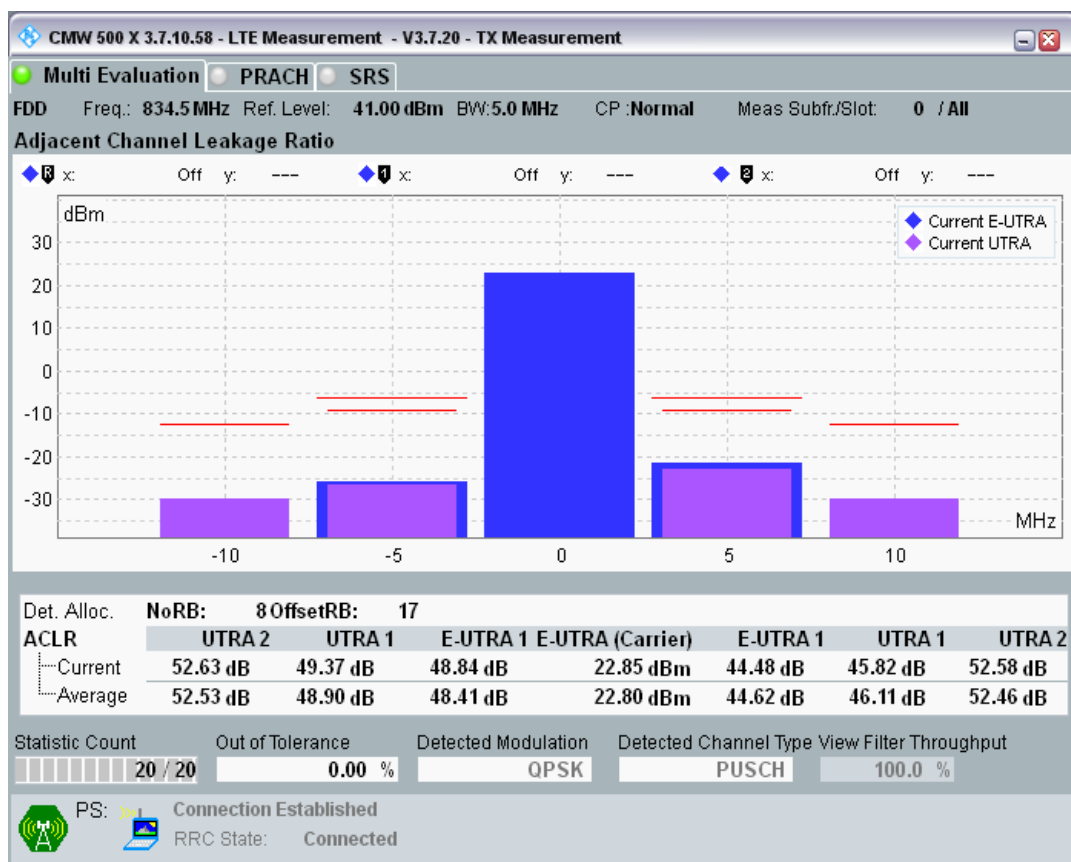 CMW 500 X 3.7.10.58 - LTE Measurement - V3.7.20 - TX Measurement
Multi Evaluation PRACH SRS
FDD Freq.: 834.5 MHz Ref. Level: 41.00 dBm BW:5.0 MHz CP :Normal Meas Subfr./Slot: 0 / All
Adjacent Channel Leakage Ratio
R x: Off y: --- 1 x: Off y: --- 2 x: Off y: ---
dBm
Current E-UTRA
Current UTRA
30
20
10
0
-10
-20
-30
MHz
-10 -5 0 5 10
Det. Alloc. NoRB: 8 OffsetRB: 17
ACLR UTRA 2 UTRA 1 E-UTRA 1 E-UTRA (Carrier) E-UTRA 1 UTRA 1 UTRA 2
Current 52.63 dB 49.37 dB 48.84 dB 22.85 dBm 44.48 dB 45.82 dB 52.58 dB
Average 52.53 dB 48.90 dB 48.41 dB 22.80 dBm 44.62 dB 46.11 dB 52.46 dB
Statistic Count Out of Tolerance Detected Modulation Detected Channel Type View Filter Throughput
20 / 20 0.00 % QPSK PUSCH 100.0 %
PS: Connection Established
RRC State: Connected